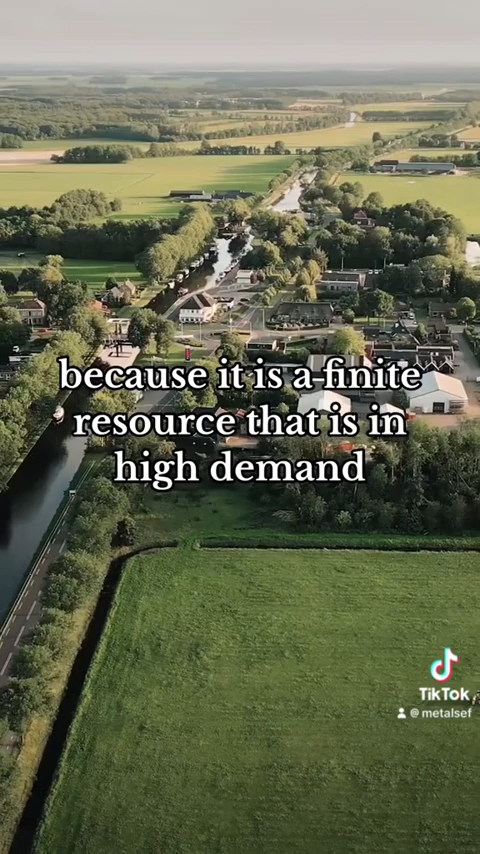 because it is a finite
resource that is in
high demand
TikTok
@ metalsef